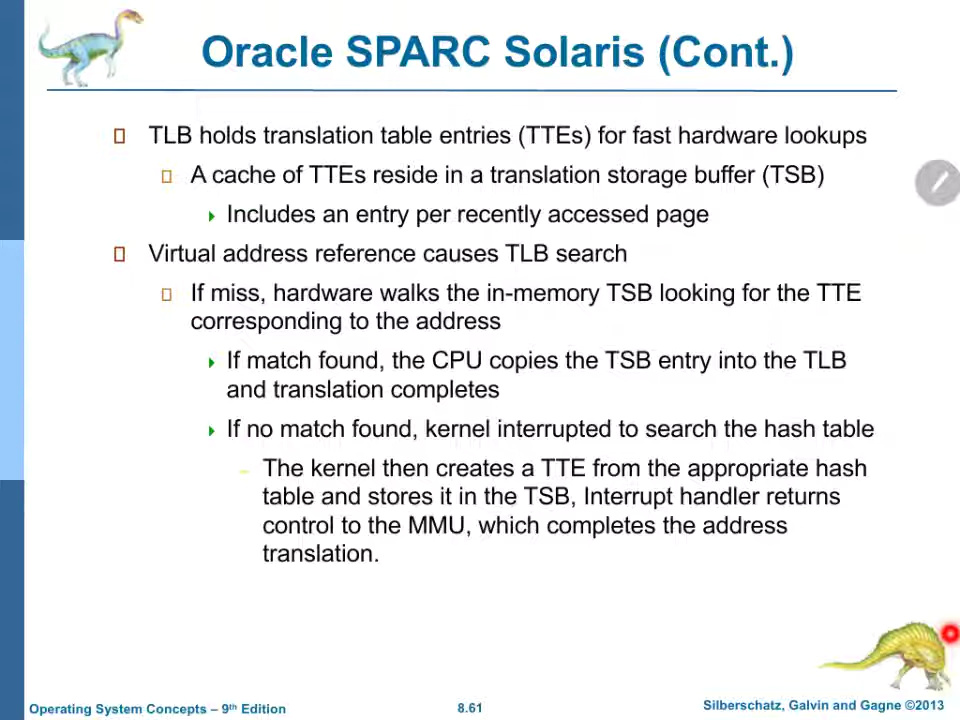 Oracle SPARC Solaris (Cont.)
TLB holds translation table entries (TTEs) for fast hardware lookups
A cache of TTEs reside in a translation storage buffer (TSB)
Includes an entry per recently accessed page
Virtual address reference causes TLB search
If miss, hardware walks the in-memory TSB looking for the TTE
corresponding to the address
If match found, the CPU copies the TSB entry into the TLB
and translation completes
If no match found, kernel interrupted to search the hash table
– The kernel then creates a TTE from the appropriate hash
table and stores it in the TSB, Interrupt handler returns
control to the MMU, which completes the address
translation.
Operating System Concepts – 9th Edition
8.61
Silberschatz, Galvin and Gagne ©2013